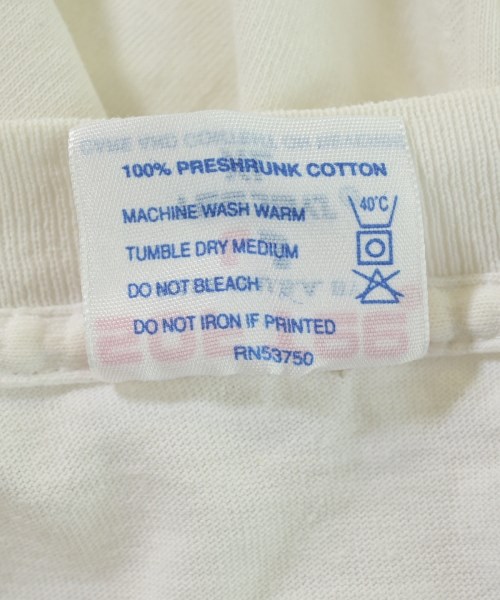 100% PRESHRUNK COTTON
MACHINE WASH WARM
40°C
TUMBLE DRY MEDIUM
DO NOT BLEACH
DO NOT IRON IF PRINTED
RN53750